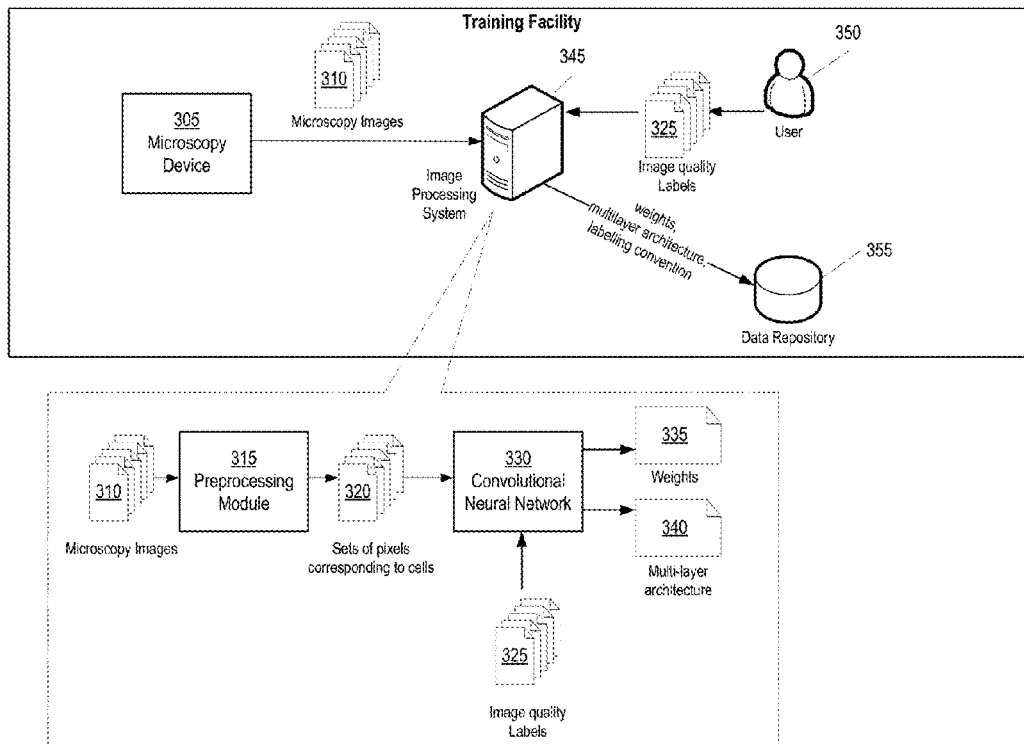 Training Facility
305
Microscopy
Device
310
Microscopy Images
345
Image
Processing
System
325
Image quality
Labels
350
User
weights,
multilayer architecture,
labelling convention
355
Data Repository
310
Microscopy Images
315
Preprocessing
Module
320
Sets of pixels
corresponding to cells
330
Convolutional
Neural Network
325
Image quality
Labels
335
Weights
340
Multi-layer
architecture